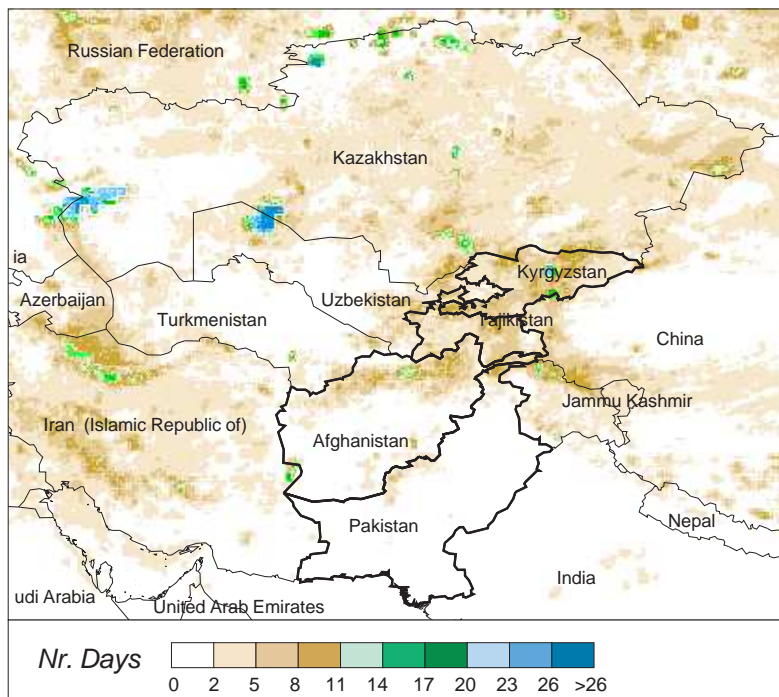 Russian Federation
Kazakhstan
ia
Kyrgyzstan
Azerbaijan
Uzbekistan
Turkmenistan
Tajikistan
China
Jammu Kashmir
Iran (Islamic Republic of)
Afghanistan
Pakistan
Nepal
India
udi Arabia
United Arab Emirates
Nr. Days
0 2 5 8 11 14 17 20 23 26 >26